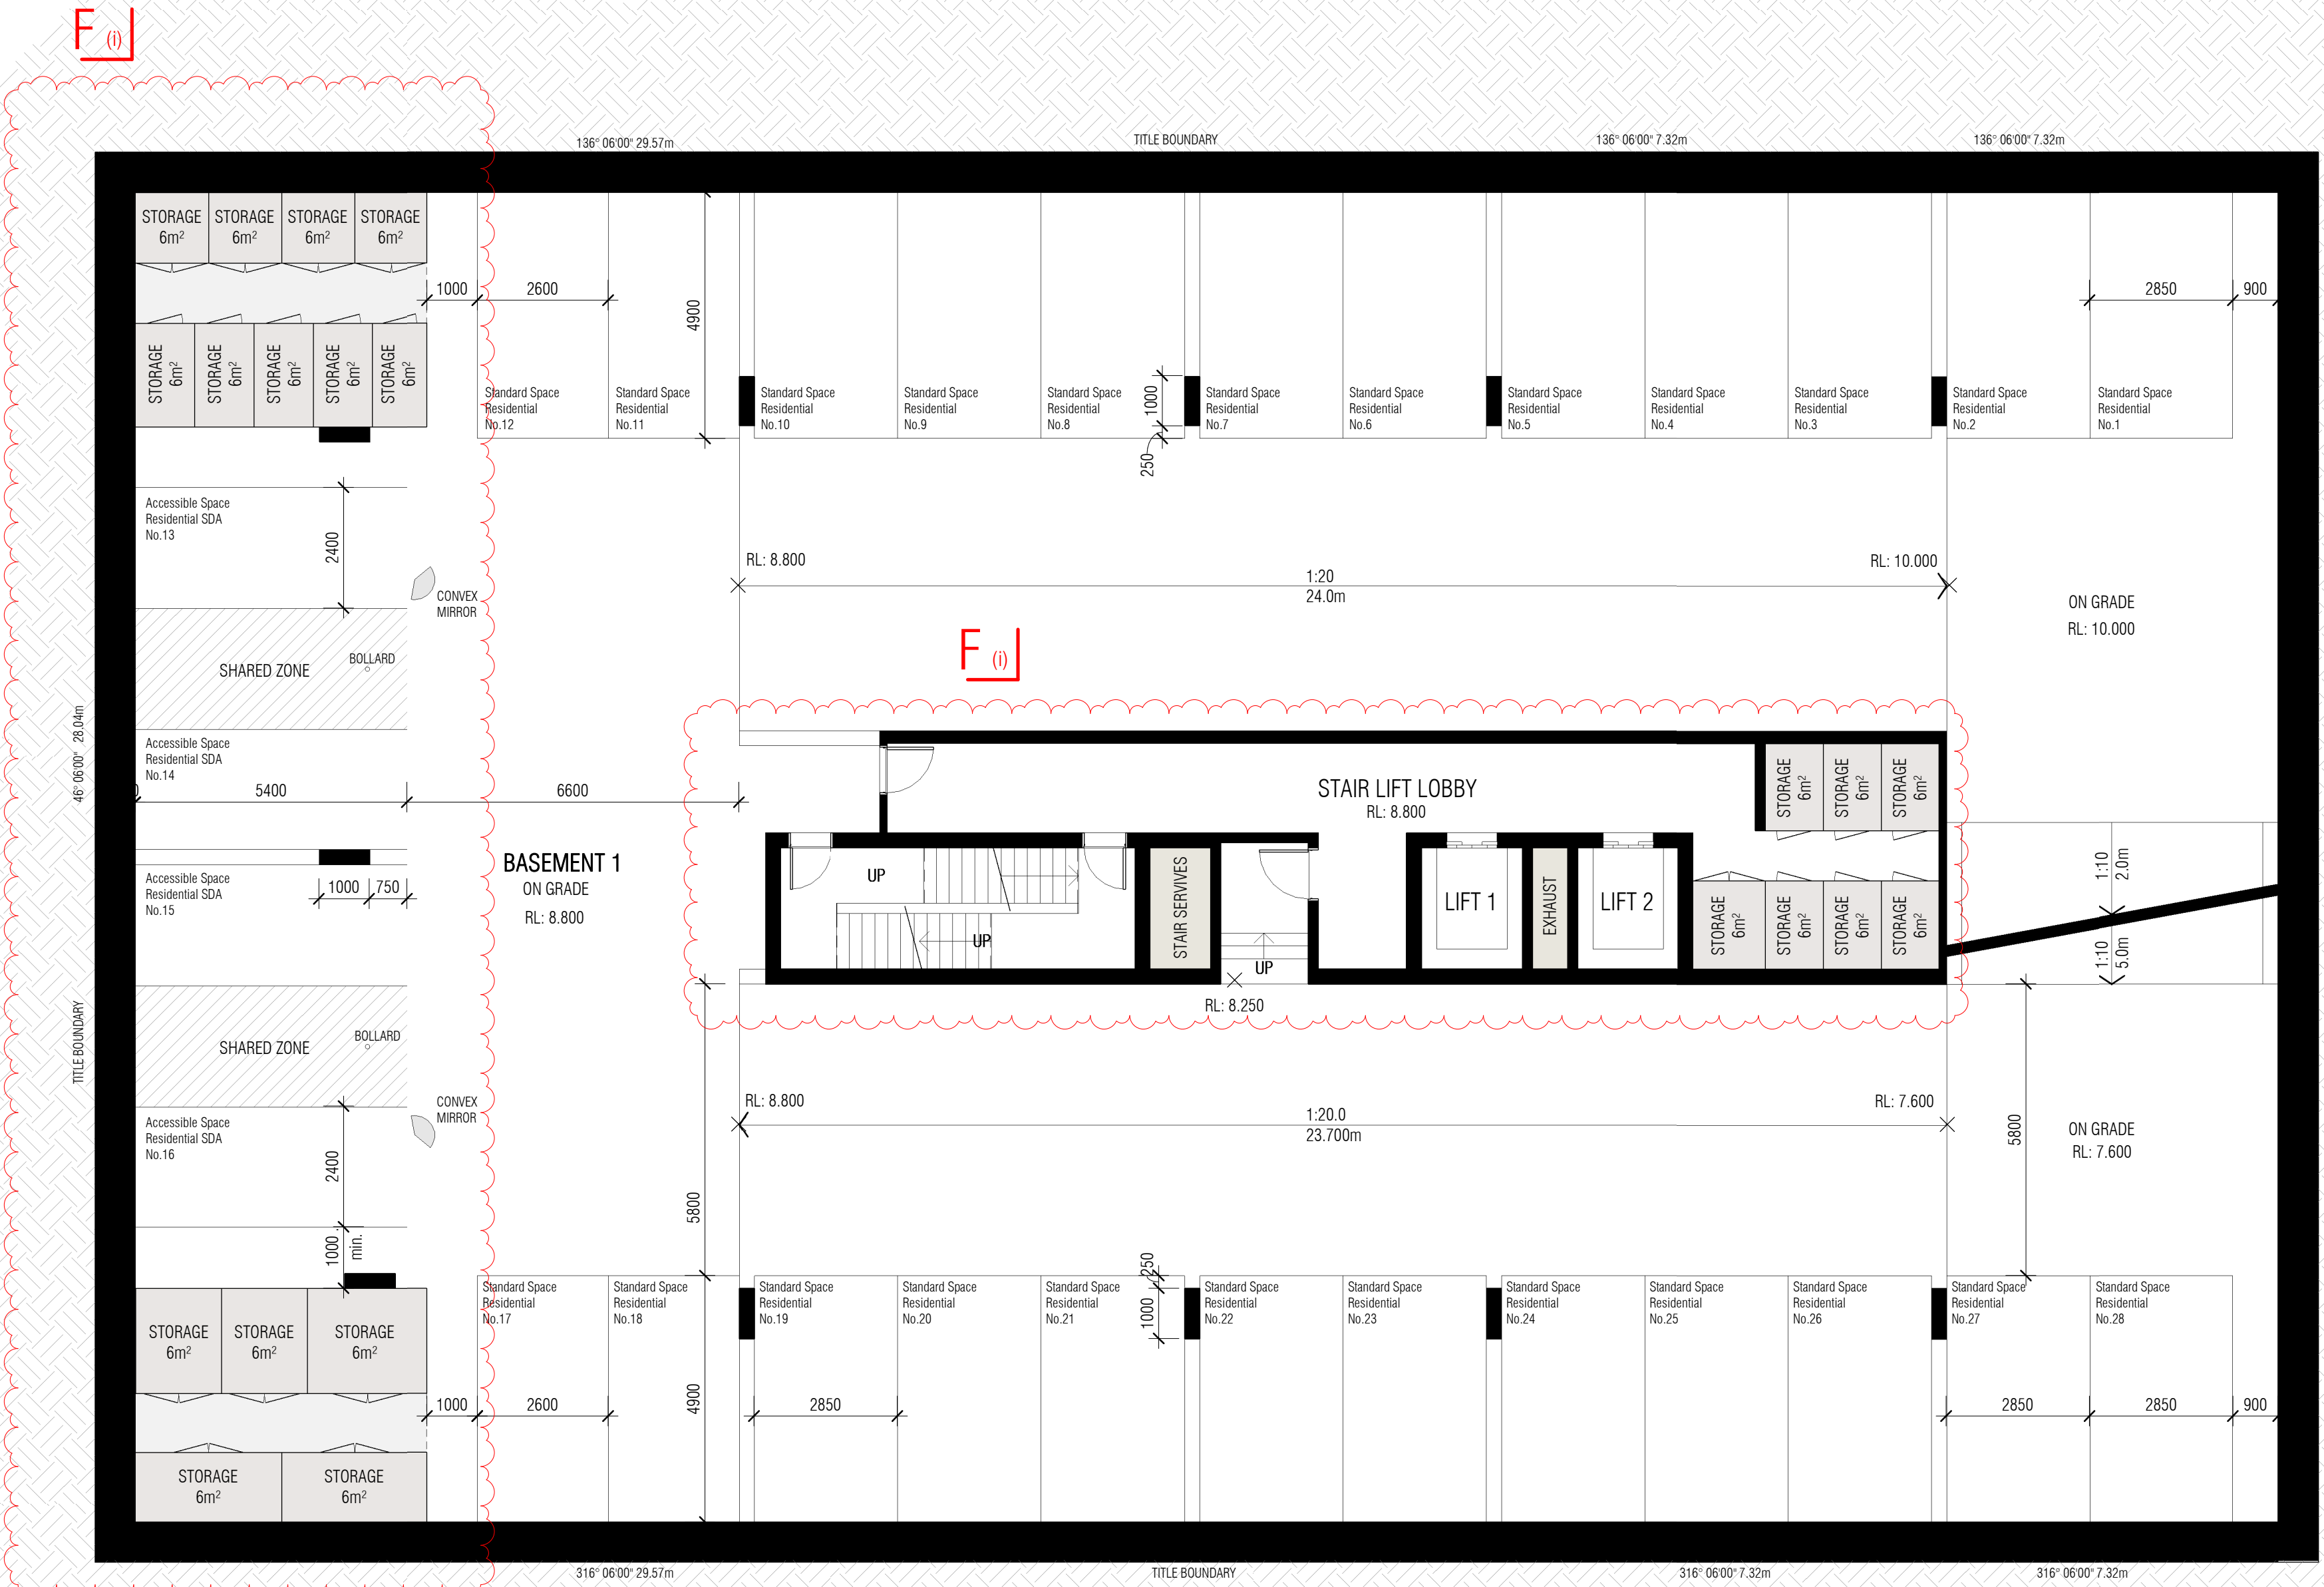 F (i)
136° 06'00" 29.57m
TITLE BOUNDARY
136° 06'00" 7.32m
136° 06'00" 7.32m
STORAGE
6m²
STORAGE
6m²
STORAGE
6m²
STORAGE
6m²
1000
2600
4900
2850
900
STORAGE
6m²
STORAGE
6m²
STORAGE
6m²
STORAGE
6m²
STORAGE
6m²
Standard Space
Residential
No.12
Standard Space
Residential
No.11
Standard Space
Residential
No.10
Standard Space
Residential
No.9
Standard Space
Residential
No.8
1000
250
Standard Space
Residential
No.7
Standard Space
Residential
No.6
Standard Space
Residential
No.5
Standard Space
Residential
No.4
Standard Space
Residential
No.3
Standard Space
Residential
No.2
Standard Space
Residential
No.1
Accessible Space
Residential SDA
No.13
2400
CONVEX
MIRROR
RL: 8.800
1:20
24.0m
RL: 10.000
ON GRADE
RL: 10.000
F (i)
SHARED ZONE
BOLLARD
46° 06'00" 28.04m
TITLE BOUNDARY
Accessible Space
Residential SDA
No.14
5400
6600
STAIR LIFT LOBBY
RL: 8.800
STORAGE
6m²
STORAGE
6m²
STORAGE
6m²
BASEMENT 1
ON GRADE
RL: 8.800
Accessible Space
Residential SDA
No.15
1000
750
UP
UP
STAIR SERVIVES
UP
RL: 8.250
LIFT 1
EXHAUST
LIFT 2
STORAGE
6m²
STORAGE
6m²
STORAGE
6m²
STORAGE
6m²
1:10
2.0m
1:10
5.0m
SHARED ZONE
BOLLARD
CONVEX
MIRROR
RL: 8.800
1:20.0
23.700m
RL: 7.600
5800
ON GRADE
RL: 7.600
Accessible Space
Residential SDA
No.16
2400
1000
min.
5800
Standard Space
Residential
No.17
Standard Space
Residential
No.18
Standard Space
Residential
No.19
Standard Space
Residential
No.20
Standard Space
Residential
No.21
250
1000
Standard Space
Residential
No.22
Standard Space
Residential
No.23
Standard Space
Residential
No.24
Standard Space
Residential
No.25
Standard Space
Residential
No.26
Standard Space
Residential
No.27
Standard Space
Residential
No.28
STORAGE
6m²
STORAGE
6m²
STORAGE
6m²
1000
2600
4900
2850
2850
2850
900
STORAGE
6m²
STORAGE
6m²
316° 06'00" 29.57m
TITLE BOUNDARY
316° 06'00" 7.32m
316° 06'00" 7.32m